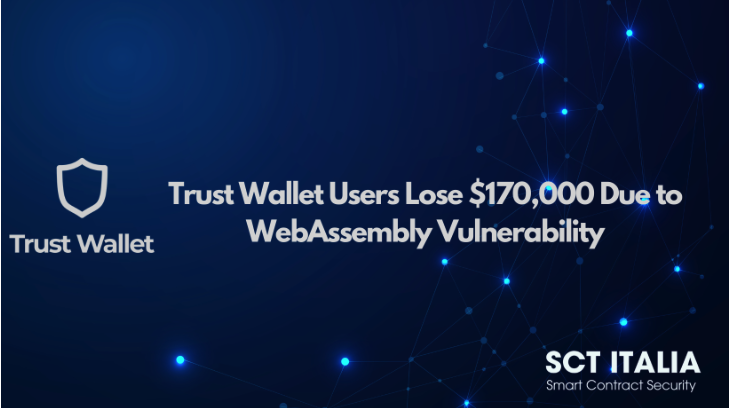 Trust Wallet Users Lose $170,000 Due to
WebAssembly Vulnerability
Trust Wallet
SCT ITALIA
Smart Contract Security